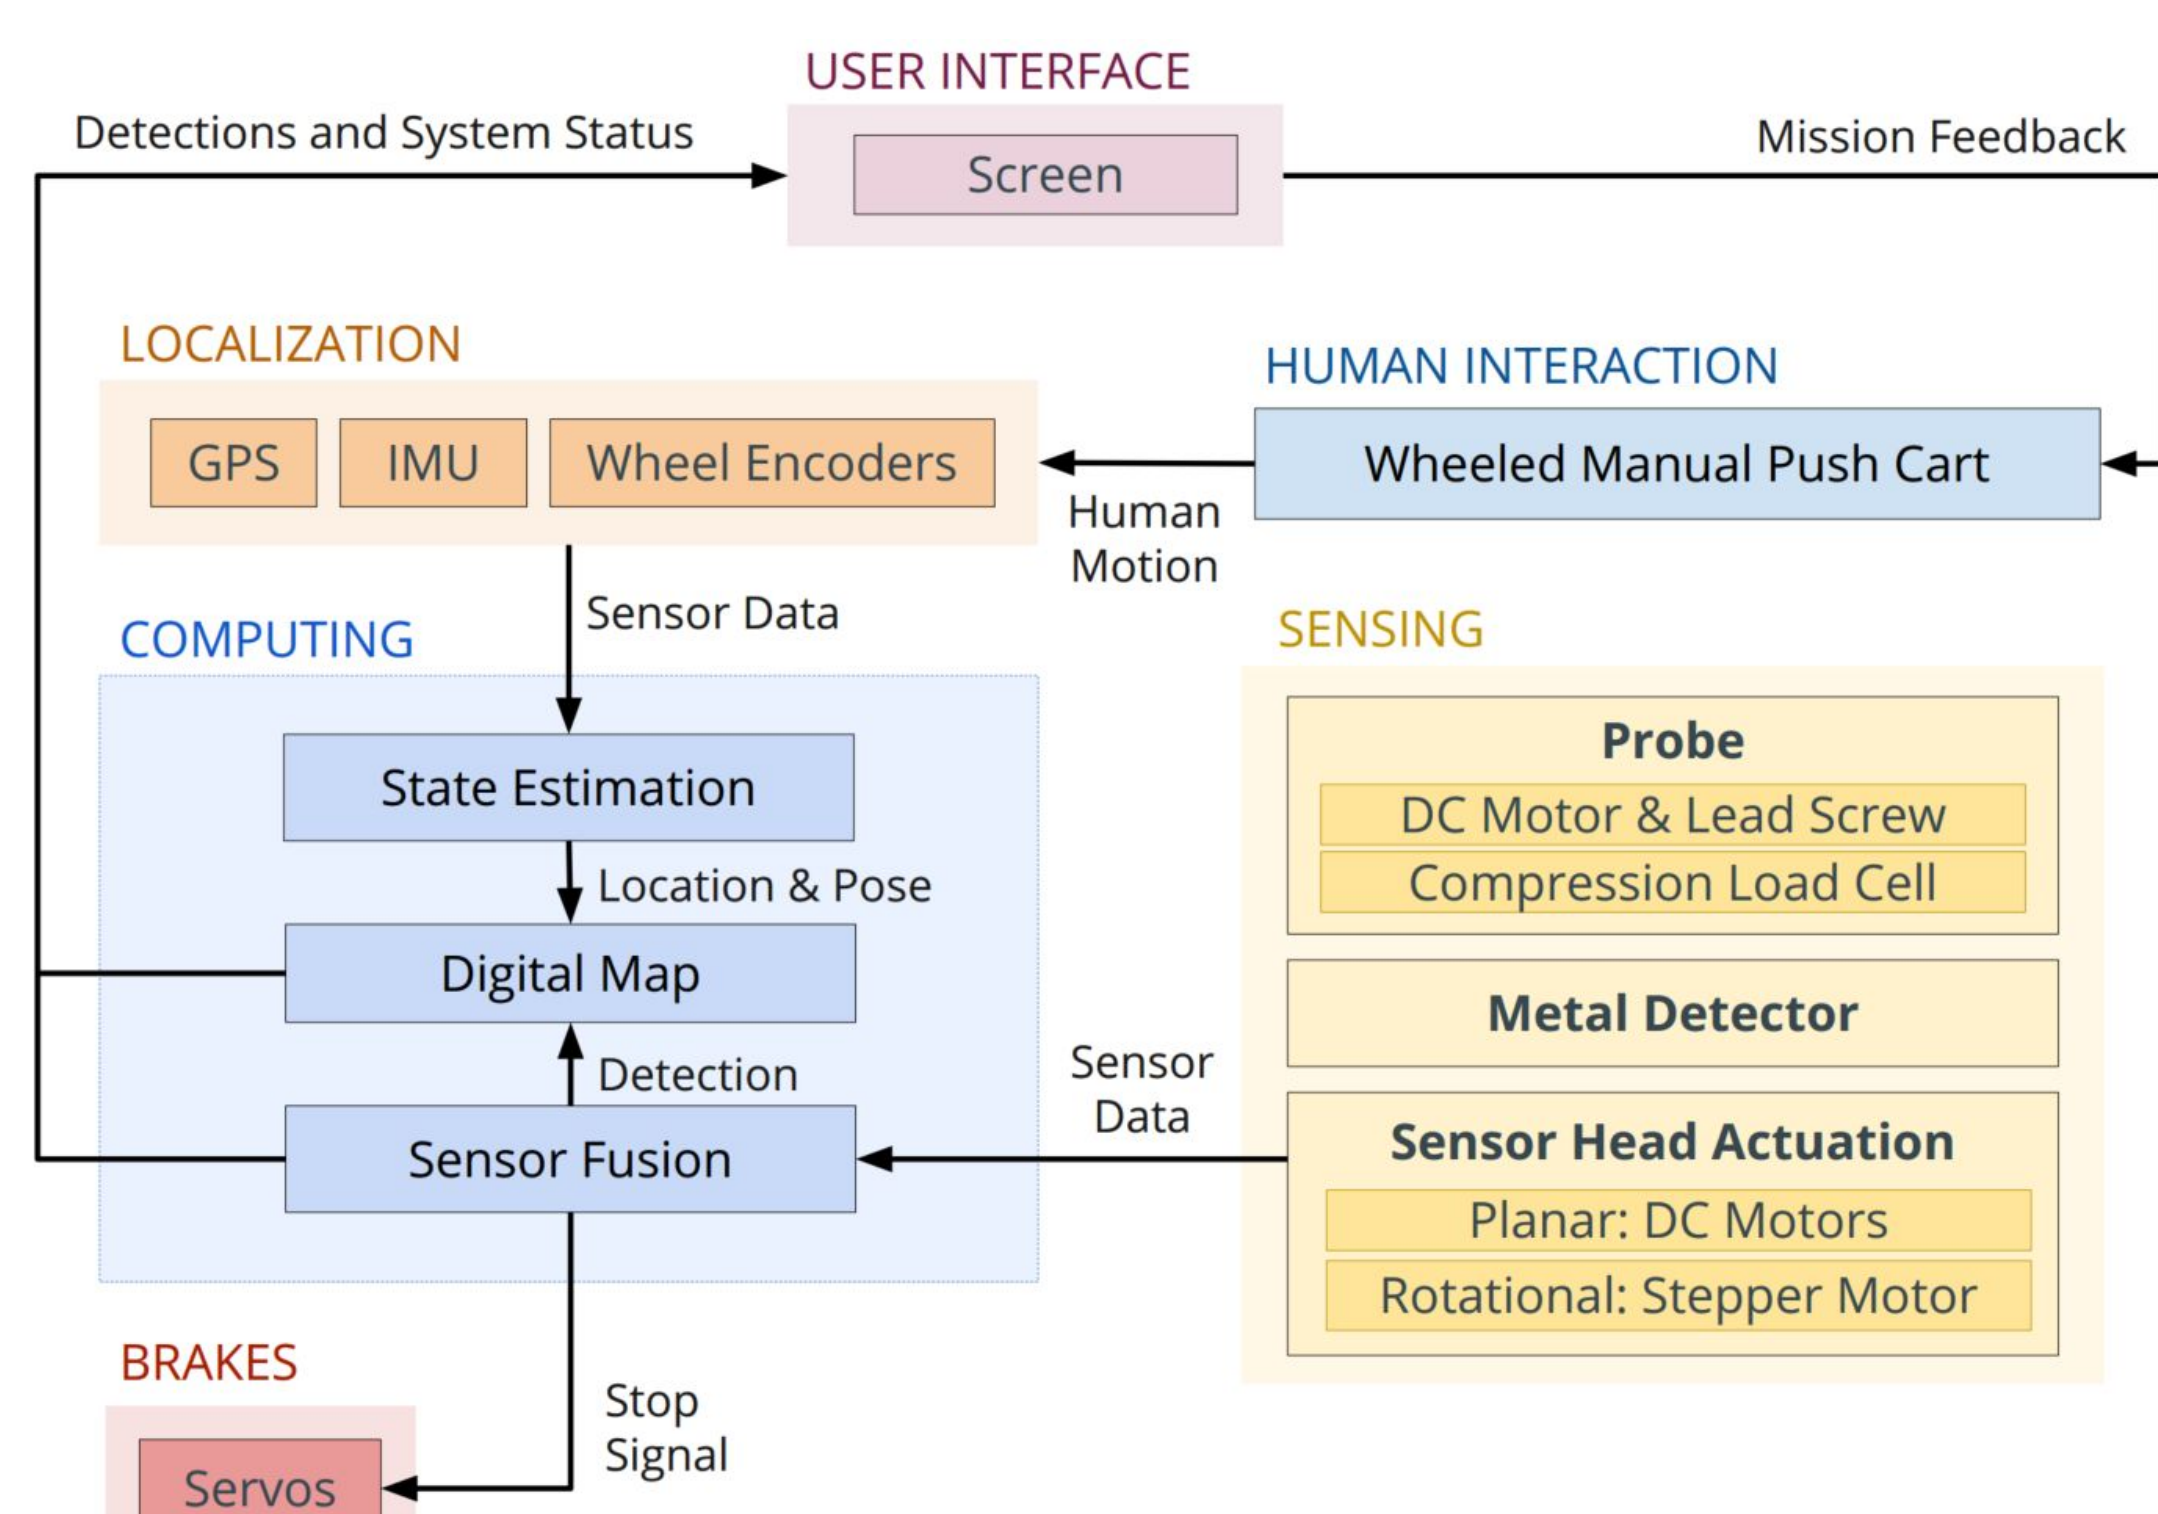 USER INTERFACE
Detections and System Status
Screen
Mission Feedback
LOCALIZATION
GPS
IMU
Wheel Encoders
HUMAN INTERACTION
Wheeled Manual Push Cart
Human
Motion
Sensor Data
COMPUTING
State Estimation
Location & Pose
Digital Map
Detection
Sensor Fusion
Sensor
Data
SENSING
Probe
DC Motor & Lead Screw
Compression Load Cell
Metal Detector
Sensor Head Actuation
Planar: DC Motors
Rotational: Stepper Motor
BRAKES
Servos
Stop
Signal